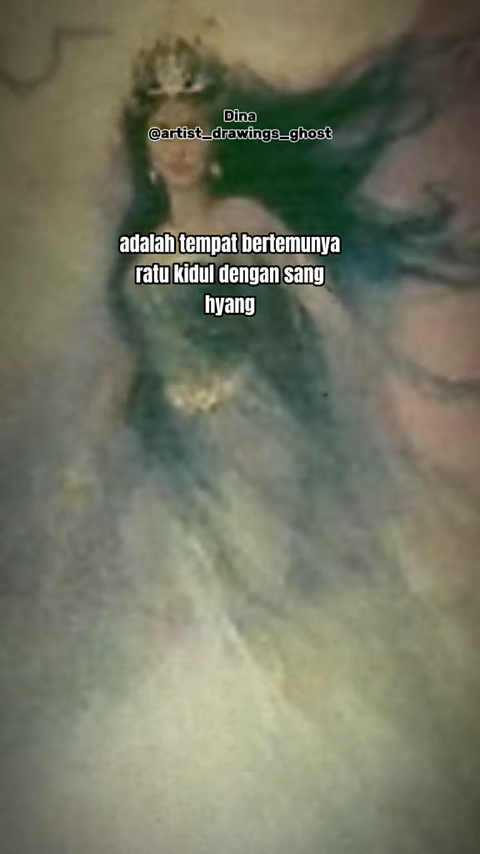 Dina
@artist_drawings_ghost
adalah tempat bertemunya
ratu kidul dengan sang
hyang